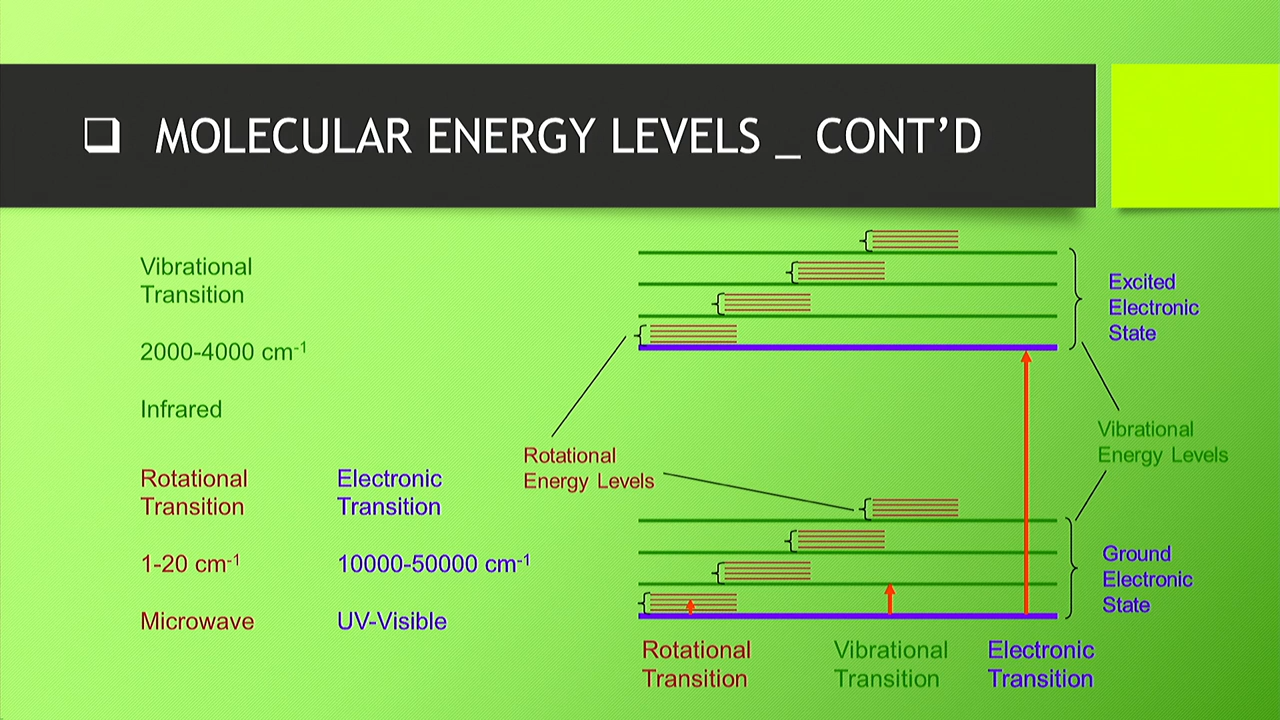 ❑ MOLECULAR ENERGY LEVELS _ CONT’D
Vibrational
Transition
2000-4000 cm⁻¹
Infrared
Rotational
Transition
1-20 cm⁻¹
Microwave
Electronic
Transition
10000-50000 cm⁻¹
UV-Visible
Rotational
Energy Levels
Excited
Electronic
State
Vibrational
Energy Levels
Ground
Electronic
State
Rotational
Transition
Vibrational
Transition
Electronic
Transition